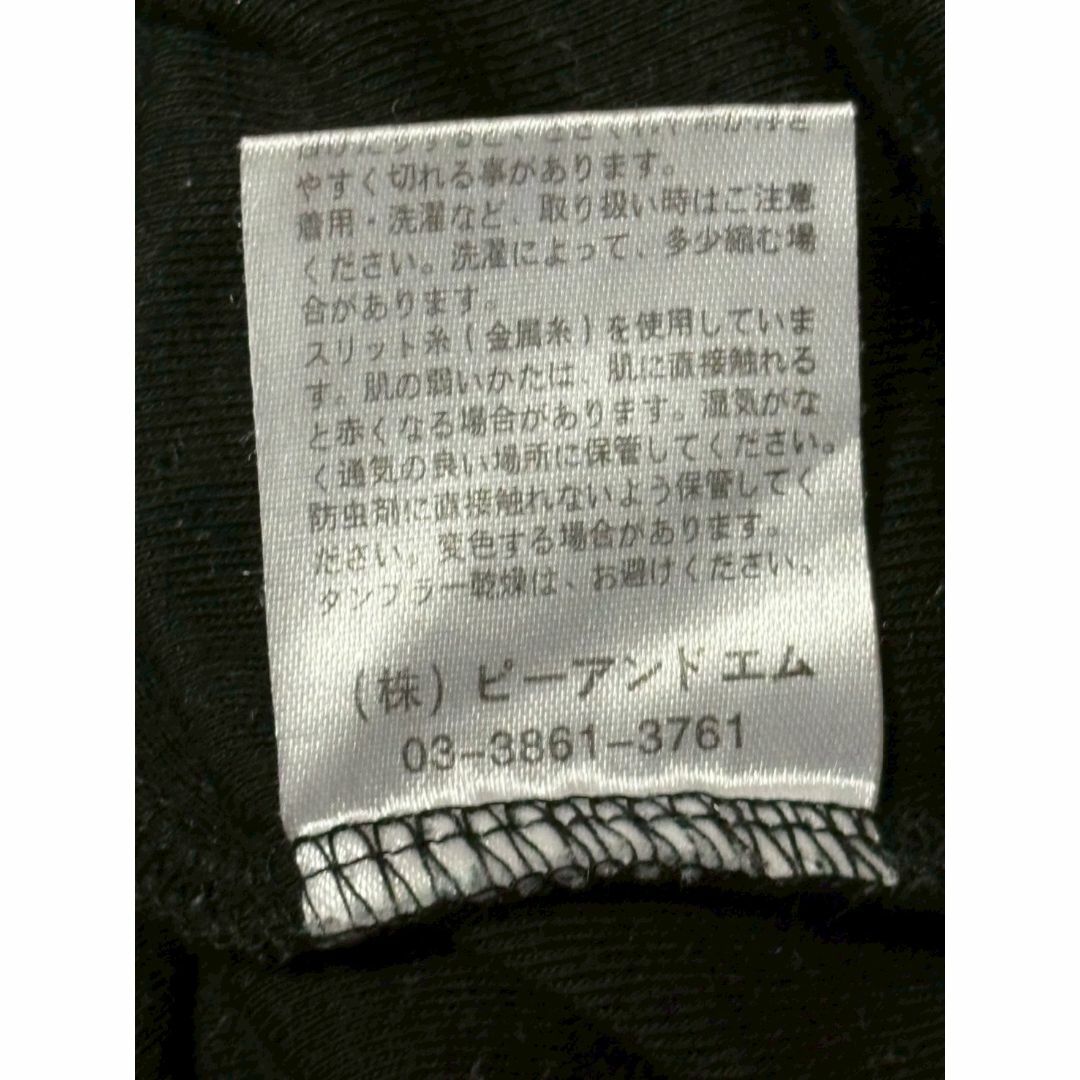 やすく切れる事があります。
着用・洗濯など、取り扱い時はご注意
ください。洗濯によって、多少縮む場
合があります。
スリット糸(金属糸)を使用していま
す。肌の弱いかたは、肌に直接触れる
と赤くなる場合があります。湿気がな
く通気の良い場所に保管してください。
防虫剤に直接触れないよう保管してく
ださい。変色する場合があります。
タンブラー乾燥は、お避けください。
(株)ピーアンドエム
03-3861-3761